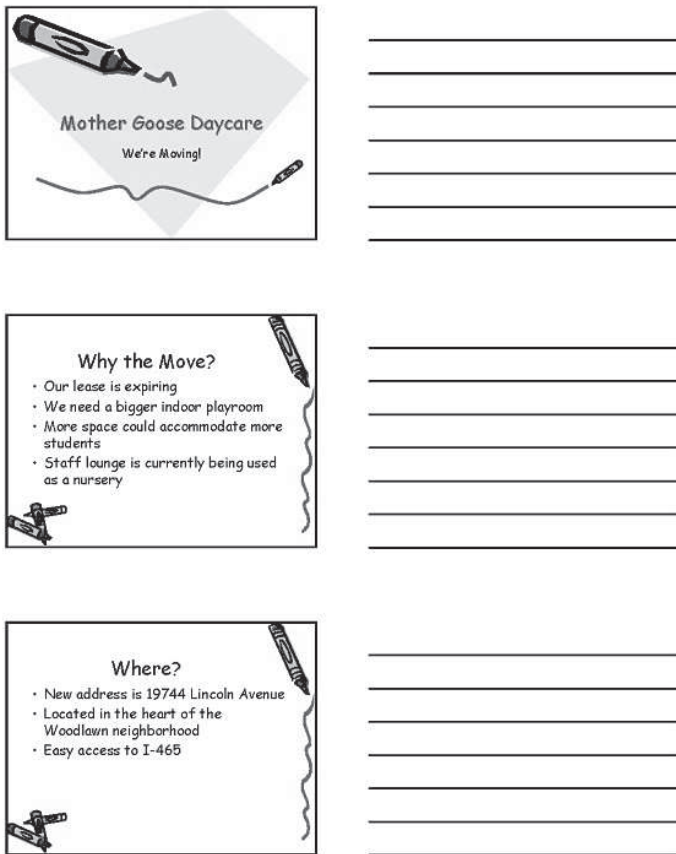 Mother Goose Daycare
We're Moving!
Why the Move?
• Our lease is expiring
• We need a bigger indoor playroom
• More space could accommodate more
students
• Staff lounge is currently being used
as a nursery
Where?
• New address is 19744 Lincoln Avenue
• Located in the heart of the
Woodlawn neighborhood
• Easy access to I-465